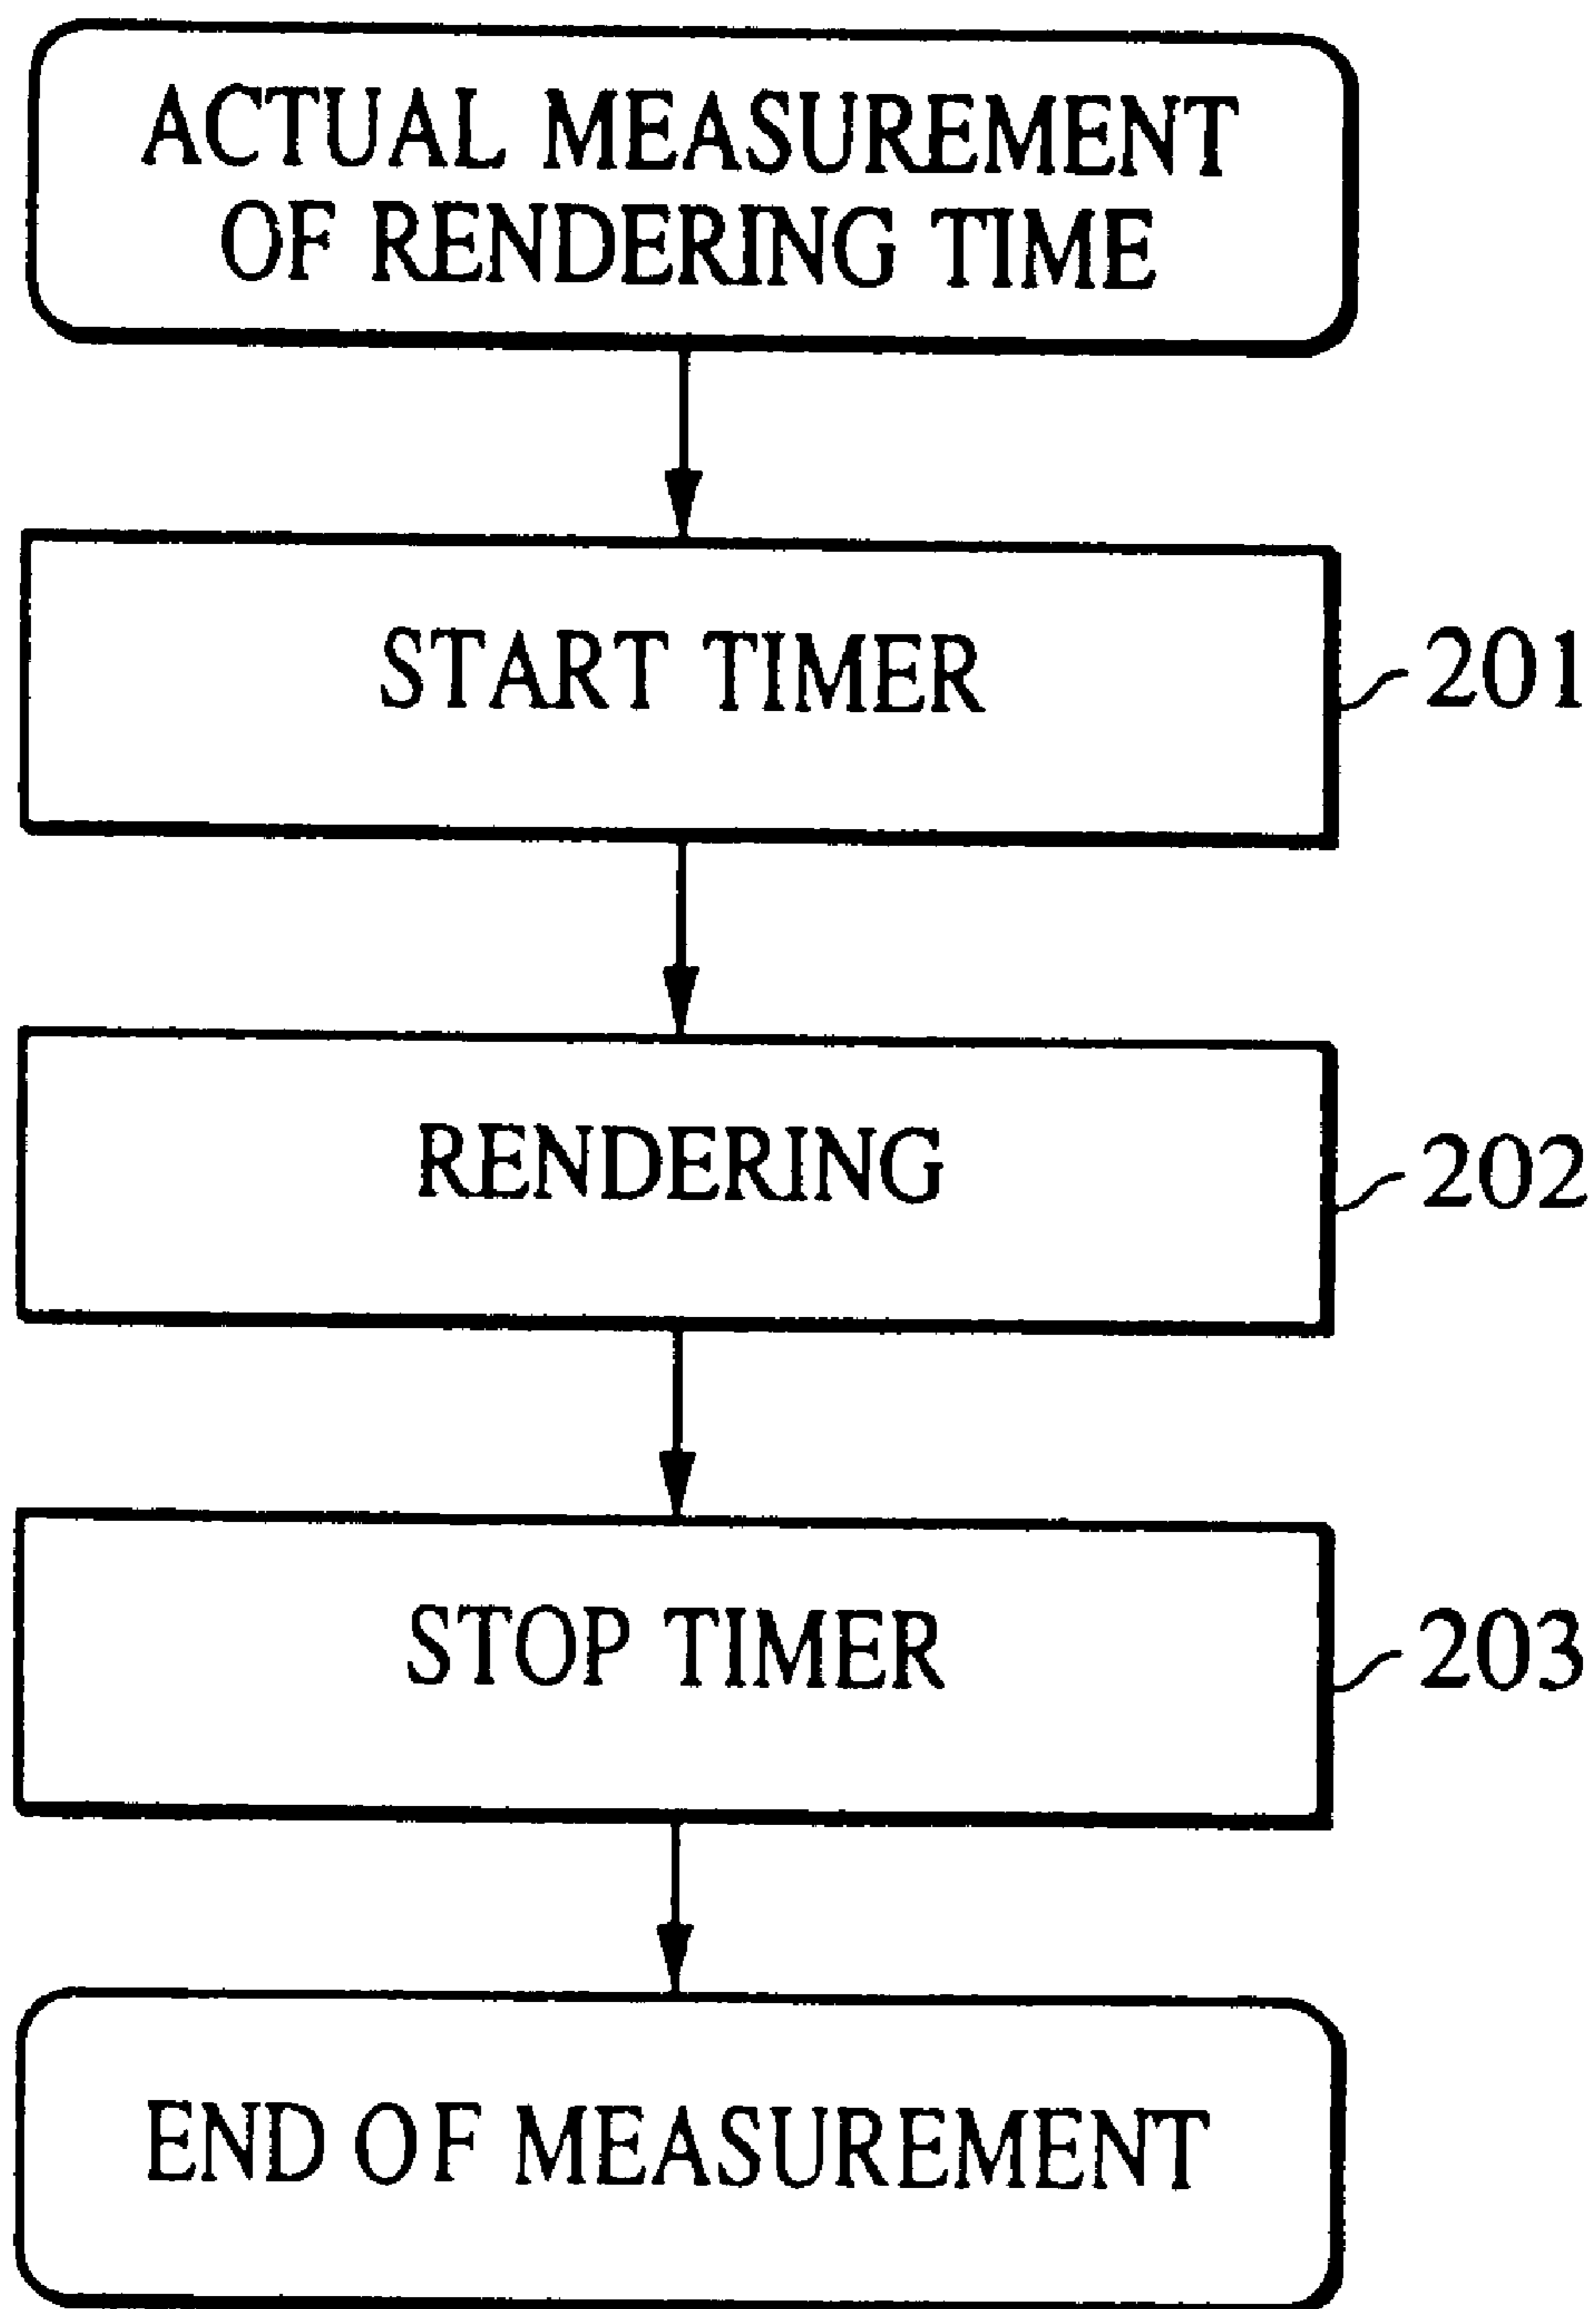 ACTUAL MEASUREMENT
OF RENDERING TIME
START TIMER
201
RENDERING
202
STOP TIMER
203
END OF MEASUREMENT